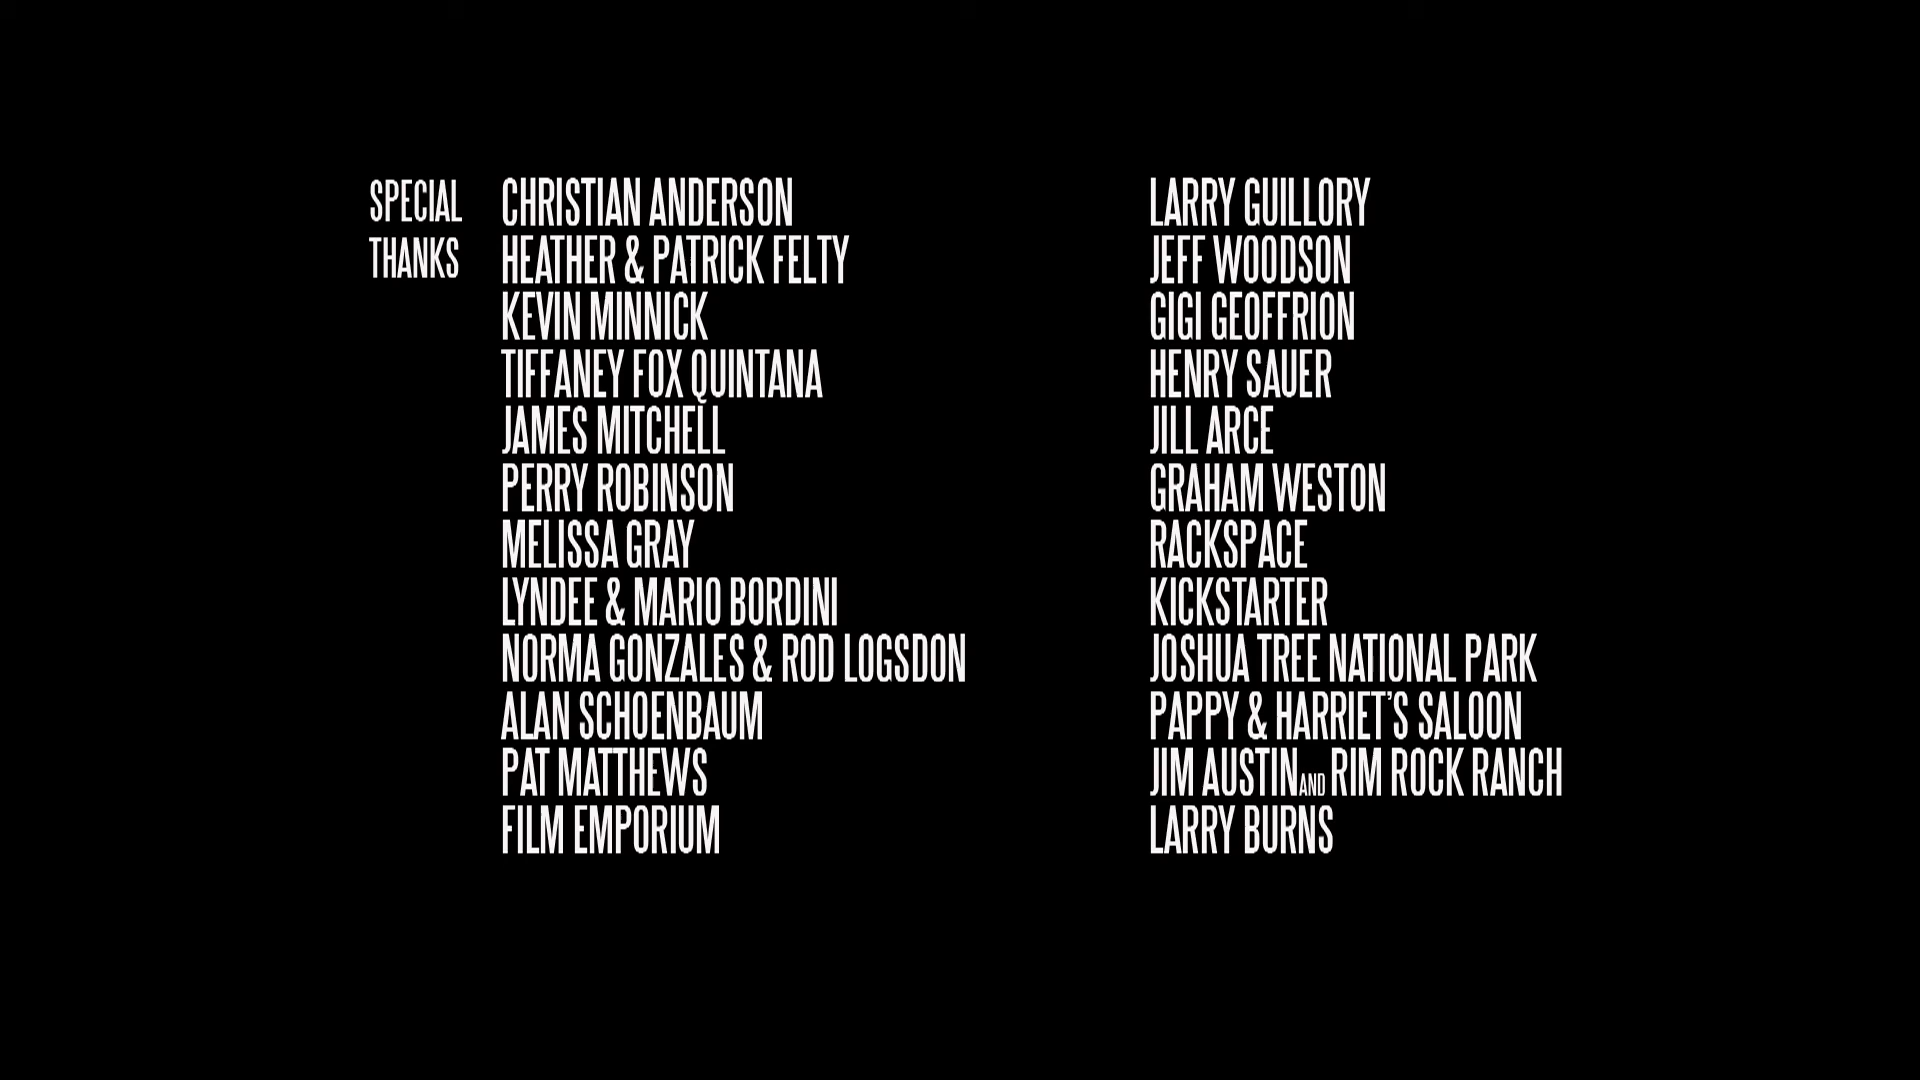 SPECIAL
THANKS
CHRISTIAN ANDERSON
HEATHER & PATRICK FELTY
KEVIN MINNICK
TIFFANEY FOX QUINTANA
JAMES MITCHELL
PERRY ROBINSON
MELISSA GRAY
LYNDEE & MARIO BORDINI
NORMA GONZALES & ROD LOGSDON
ALAN SCHOENBAUM
PAT MATTHEWS
FILM EMPORIUM
LARRY GUILLORY
JEFF WOODSON
GIGI GEOFFRION
HENRY SAUER
JILL ARCE
GRAHAM WESTON
RACKSPACE
KICKSTARTER
JOSHUA TREE NATIONAL PARK
PAPPY & HARRIET'S SALOON
JIM AUSTIN AND RIM ROCK RANCH
LARRY BURNS